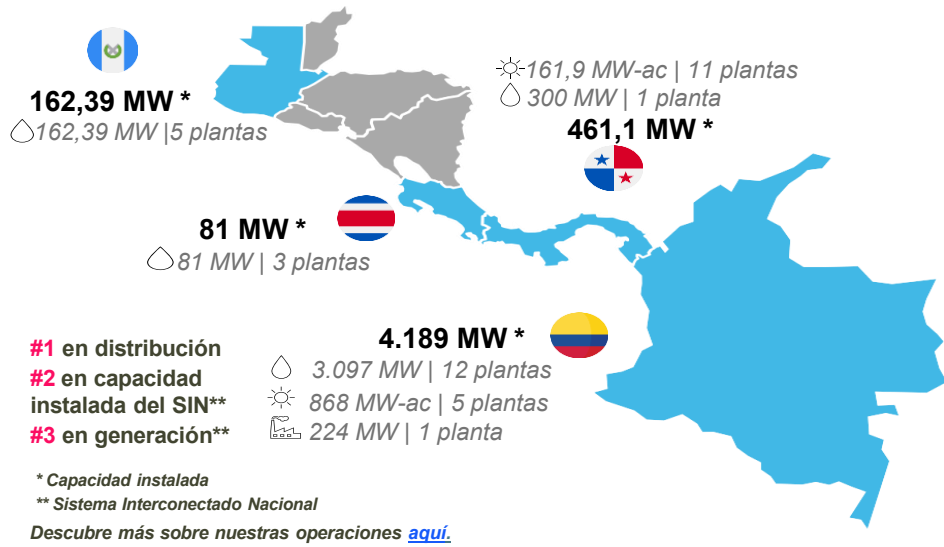 162,39 MW *
162,39 MW |5 plantas
161,9 MW-ac | 11 plantas
300 MW | 1 planta
461,1 MW *
81 MW *
81 MW | 3 plantas
4.189 MW *
3.097 MW | 12 plantas
868 MW-ac | 5 plantas
224 MW | 1 planta
#1 en distribución
#2 en capacidad
instalada del SIN**
#3 en generación**
* Capacidad instalada
** Sistema Interconectado Nacional
Descubre más sobre nuestras operaciones aquí.